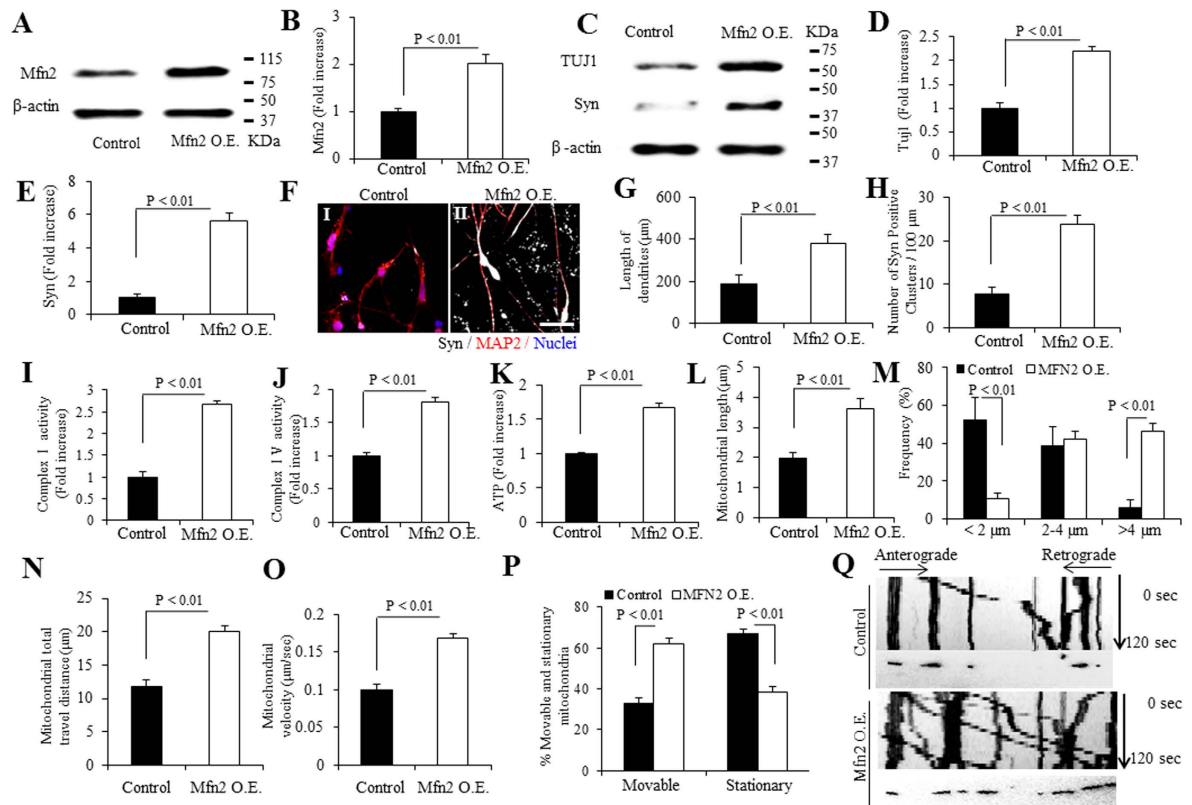 A
Mfn2
β-actin
Control
Mfn2 O.E.
KDa
115
75
50
37
B
Mfn2 (Fold increase)
3
2
1
0
P < 0.01
Control
Mfn2 O.E.
C
Control
Mfn2 O.E.
KDa
TUJ1
Syn
β -actin
75
50
50
37
50
37
D
Tuj1 (Fold increase)
2.5
2
1.5
1
0.5
0
P < 0.01
Control
Mfn2 O.E.
E
Syn (Fold increase)
8
6
4
2
0
P < 0.01
Control
Mfn2 O.E.
F
Control
Mfn2 O.E.
I
II
Syn / MAP2 / Nuclei
G
Length of
dendrites (µm)
600
400
200
0
P < 0.01
Control
Mfn2 O.E.
H
Number of Syn Positive
Clusters / 100 µm
30
20
10
0
P < 0.01
Control
Mfn2 O.E.
I
Complex I activity
(Fold increase)
3
2.5
2
1.5
1
0.5
0
P < 0.01
Control
Mfn2 O.E.
J
Complex IV activity
(Fold increase)
2
1.5
1
0.5
0
P < 0.01
Control
Mfn2 O.E.
K
ATP (Fold increase)
2
1.5
1
0.5
0
P < 0.01
Control
Mfn2 O.E.
L
Mitochondrial length (µm)
5
4
3
2
1
0
P < 0.01
Control
Mfn2 O.E.
M
Control
MFN2 O.E.
Frequency (%)
80
60
40
20
0
P < 0.01
P < 0.01
< 2 µm
2-4 µm
>4 µm
N
Mitochondrial total
travel distance (µm)
25
20
15
10
5
0
P < 0.01
Control
Mfn2 O.E.
O
Mitochondrial
velocity (µm/sec)
0.2
0.15
0.1
0.05
0
P < 0.01
Control
Mfn2 O.E.
P
Control
MFN2 O.E.
% Movable and stationary
mitochondria
80
60
40
20
0
P < 0.01
P < 0.01
Movable
Stationary
Q
Anterograde
Retrograde
Control
0 sec
120 sec
Mfn2 O.E.
0 sec
120 sec